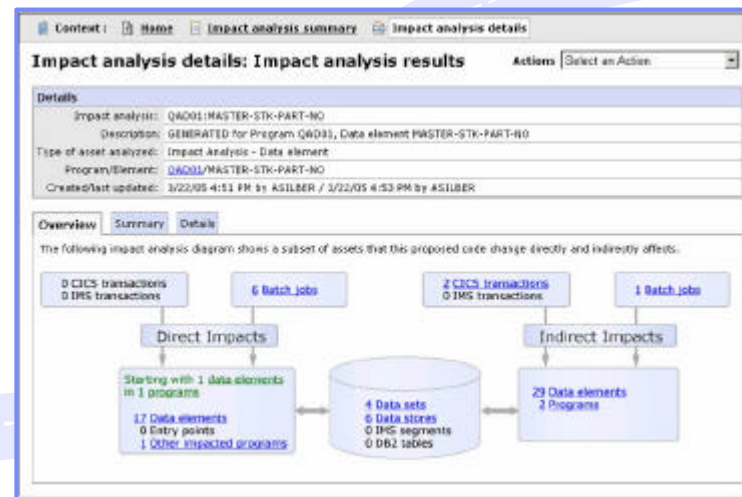 Context : Home Impact analysis summary Impact analysis details
Impact analysis details: Impact analysis results Actions Select an Action
Details
Impact analysis: QAD01:MASTER-STK-PART-NO
Description: GENERATED for Program QAD01, Data element MASTER-STK-PART-NO
Type of asset analyzed: Impact Analysis - Data element
Program/Element: QAD01/MASTER-STK-PART-NO
Created/last updated: 3/22/05 4:51 PM by ASILBER / 3/22/05 4:53 PM by ASILBER
Overview Summary Details
The following impact analysis diagram shows a subset of assets that this proposed code change directly and indirectly affects.
0 CICS transactions
0 IMS transactions
6 Batch jobs
2 CICS transactions
0 IMS transactions
1 Batch jobs
Direct Impacts
Indirect Impacts
Starting with 1 data elements
in 1 programs
17 Data elements
0 Entry points
1 Other impacted programs
4 Data sets
6 Data stores
0 IMS segments
0 DB2 tables
29 Data elements
2 Programs